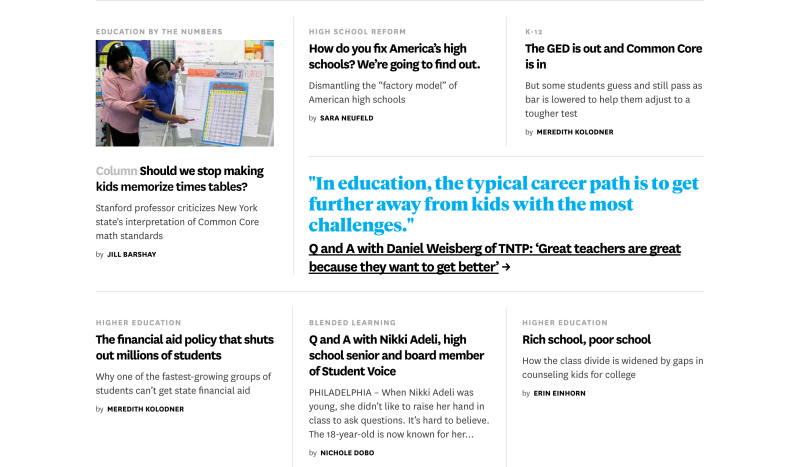 EDUCATION BY THE NUMBERS
Column Should we stop making
kids memorize times tables?
Stanford professor criticizes New York
state's interpretation of Common Core
math standards
by JILL BARSHAY
HIGH SCHOOL REFORM
How do you fix America’s high
schools? We’re going to find out.
Dismantling the “factory model” of
American high schools
by SARA NEUFELD
K-12
The GED is out and Common Core
is in
But some students guess and still pass as
bar is lowered to help them adjust to a
tougher test
by MEREDITH KOLODNER
"In education, the typical career path is to get
further away from kids with the most
challenges."
Q and A with Daniel Weisberg of TNTP: ‘Great teachers are great
because they want to get better’ →
HIGHER EDUCATION
The financial aid policy that shuts
out millions of students
Why one of the fastest-growing groups of
students can’t get state financial aid
by MEREDITH KOLODNER
BLENDED LEARNING
Q and A with Nikki Adeli, high
school senior and board member
of Student Voice
PHILADELPHIA – When Nikki Adeli was
young, she didn’t like to raise her hand in
class to ask questions. It’s hard to believe.
The 18-year-old is now known for her…
by NICHOLE DOBO
HIGHER EDUCATION
Rich school, poor school
How the class divide is widened by gaps in
counseling kids for college
by ERIN EINHORN